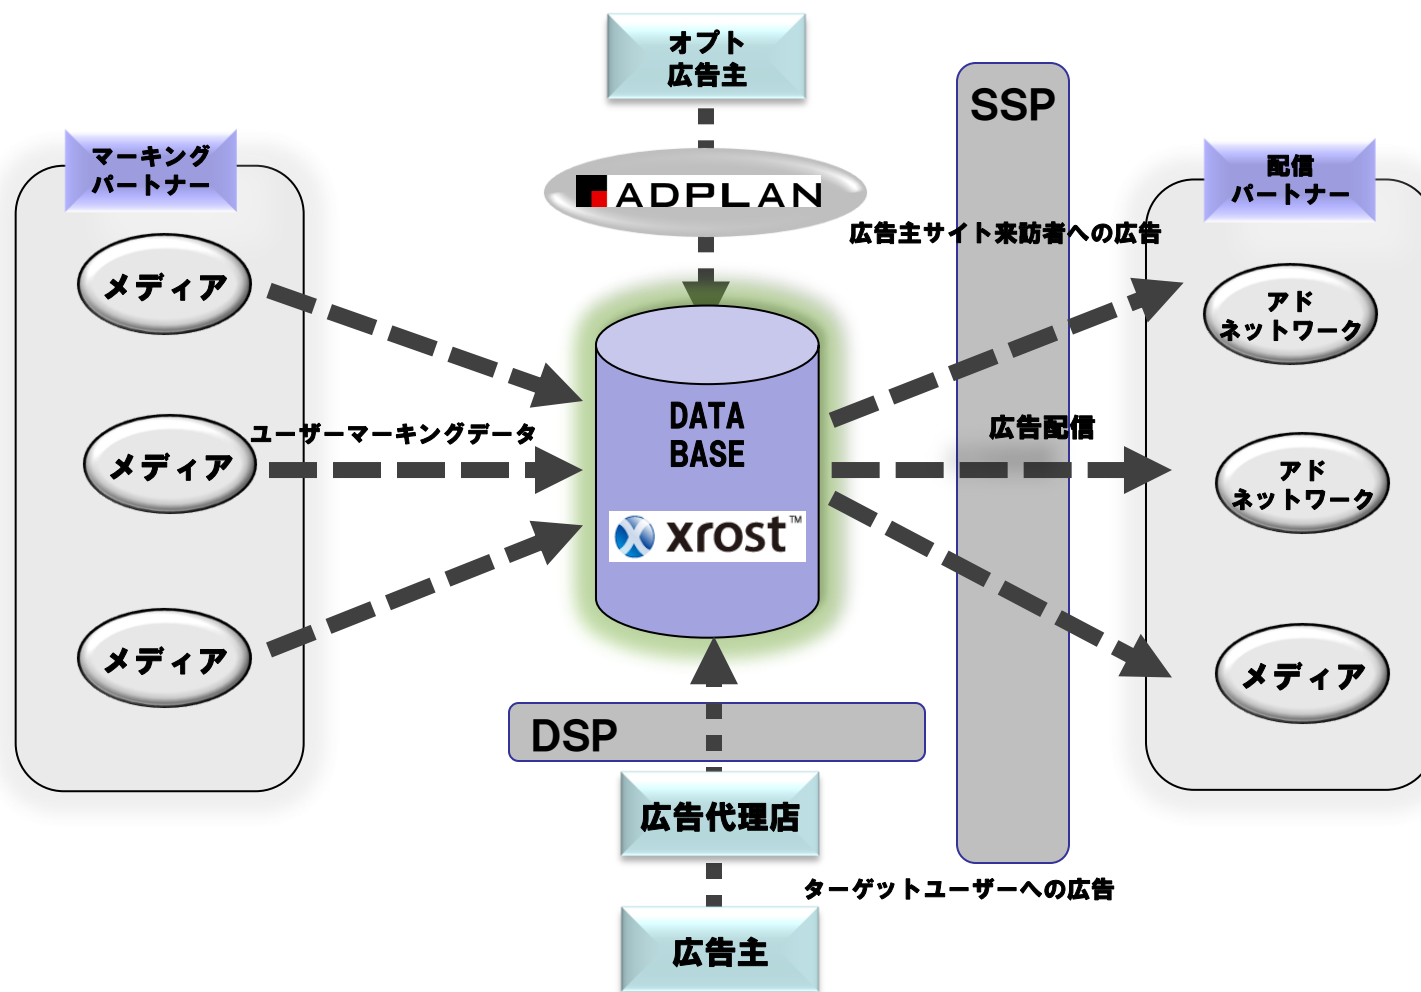 オプト
広告主
SSP
マーキング
パートナー
配信
パートナー
ADPLAN
広告主サイト来訪者への広告
メディア
アド
ネットワーク
DATA
BASE
広告配信
ユーザーマーキングデータ
メディア
アド
ネットワーク
xrost™
メディア
メディア
DSP
広告代理店
ターゲットユーザーへの広告
広告主